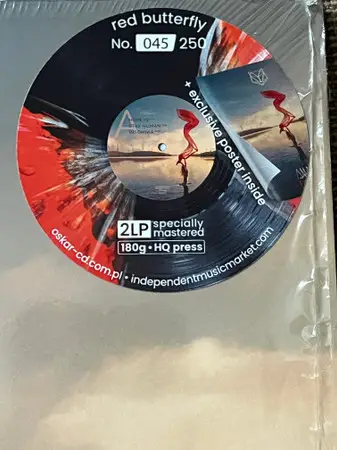 red butterfly
No. 045 250
+ exclusive poster inside
A
2LP specially mastered
180g • HQ press
oskar-cd.com.pl • independentmusicmarket.com